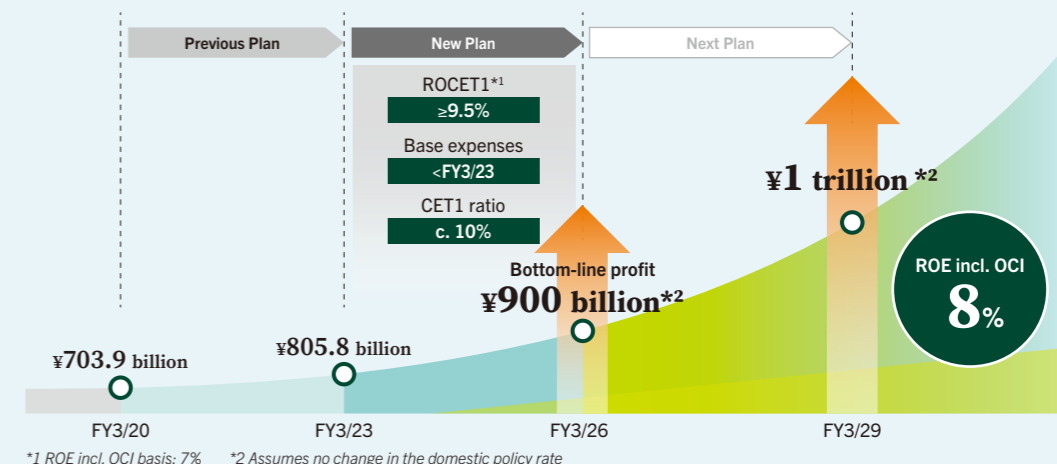 Previous Plan
New Plan
Next Plan
ROCET1*1
≥9.5%
Base expenses
<FY3/23
CET1 ratio
c. 10%
¥703.9 billion
¥805.8 billion
Bottom-line profit
¥900 billion*2
¥1 trillion *2
ROE incl. OCI
8%
FY3/20
FY3/23
FY3/26
FY3/29
*1 ROE incl. OCI basis: 7% *2 Assumes no change in the domestic policy rate